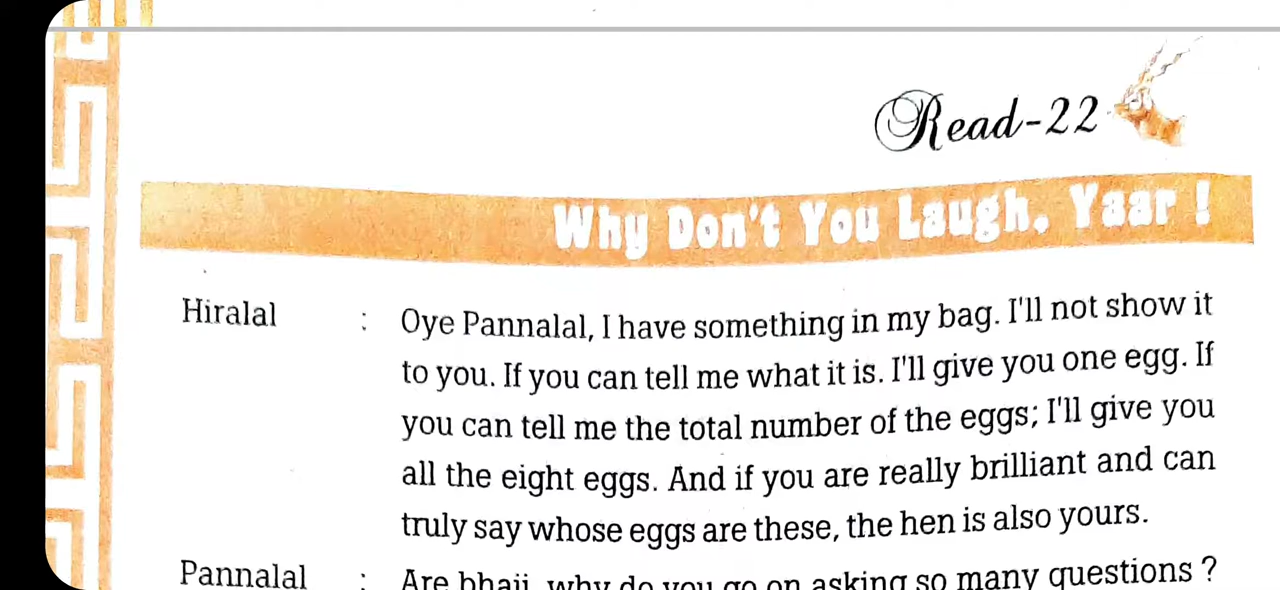 Read-22
Why Don't You Laugh, Yaar !
Hiralal : Oye Pannalal, I have something in my bag. I'll not show it
to you. If you can tell me what it is. I'll give you one egg. If
you can tell me the total number of the eggs; I'll give you
all the eight eggs. And if you are really brilliant and can
truly say whose eggs are these, the hen is also yours.
Pannalal : Are bhaii, why do you go on asking so many questions ?